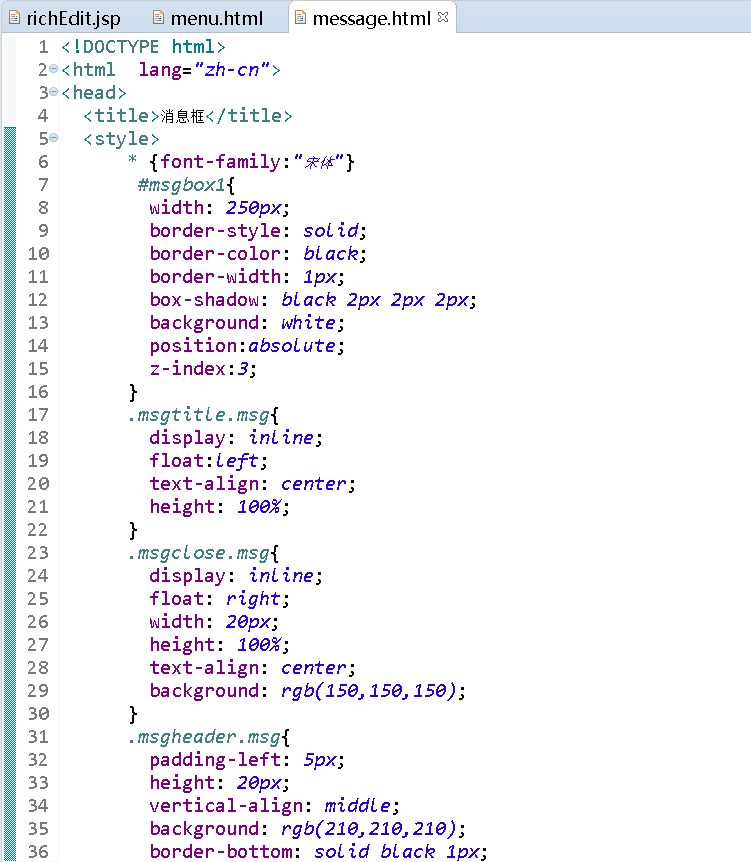 richEdit.jsp menu.html message.html
1 <!DOCTYPE html>
2 <html  lang="zh-cn">
3 <head>
4 <title>消息框</title>
5 <style>
6 * {font-family:"宋体"}
7 #msgbox1{
8 width: 250px;
9 border-style: solid;
10 border-color: black;
11 border-width: 1px;
12 box-shadow: black 2px 2px 2px;
13 background: white;
14 position:absolute;
15 z-index:3;
16 }
17 .msgtitle.msg{
18 display: inline;
19 float:left;
20 text-align: center;
21 height: 100%;
22 }
23 .msgclose.msg{
24 display: inline;
25 float: right;
26 width: 20px;
27 height: 100%;
28 text-align: center;
29 background: rgb(150,150,150);
30 }
31 .msgheader.msg{
32 padding-left: 5px;
33 height: 20px;
34 vertical-align: middle;
35 background: rgb(210,210,210);
36 border-bottom: solid black 1px;